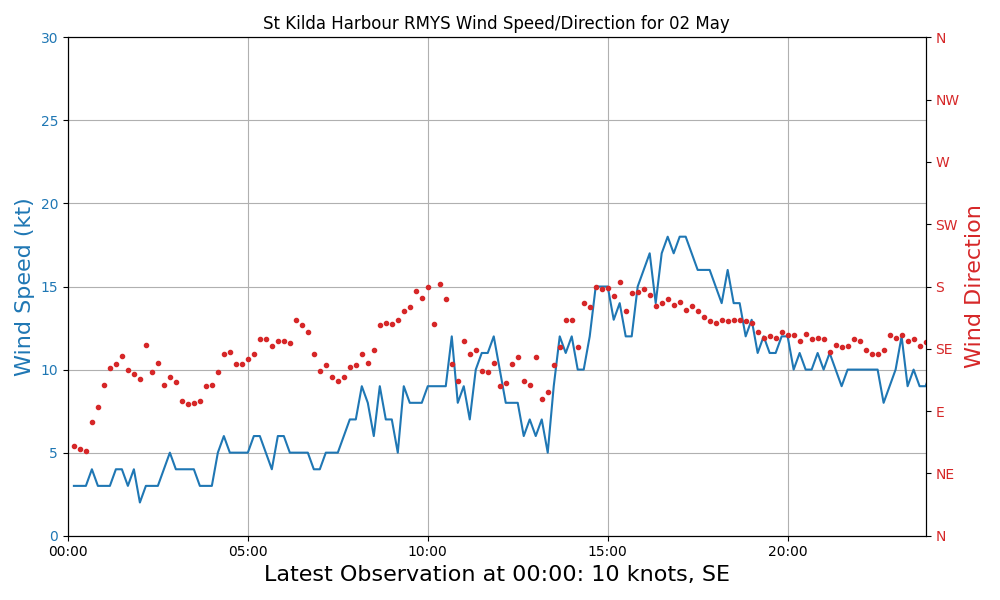 St Kilda Harbour RMYS Wind Speed/Direction for 02 May
30
25
20
15
10
5
0
Wind Speed (kt)
N
NW
W
SW
S
SE
E
NE
N
Wind Direction
00:00 05:00 10:00 15:00 20:00
Latest Observation at 00:00: 10 knots, SE